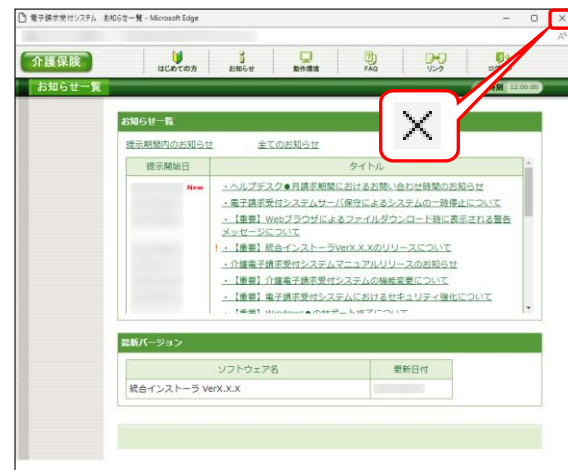 電子請求受付システム お知らせ一覧 - Microsoft Edge
介護保険
はじめての方 お知らせ 動作環境 FAQ リンク
お知らせ一覧
12:00:00
お知らせ一覧
提示期間内のお知らせ 全てのお知らせ
提示開始日 タイトル
New ・ヘルプデスク●月請求期間におけるお問い合わせ時間のお知らせ
・電子請求受付システムサーバ保守によるシステムの一時停止について
・【重要】Webブラウザによるファイルダウンロード時に表示される警告
メッセージについて
! ・【重要】統合インストーラVerX.X.Xのリリースについて
・介護電子請求受付システムマニュアルリリースのお知らせ
・【重要】介護電子請求受付システムの機能変更について
・【重要】電子請求受付システムにおけるセキュリティ強化について
・【重要】Windows●のサポート終了について
最新バージョン
ソフトウェア名 更新日付
統合インストーラ VerX.X.X